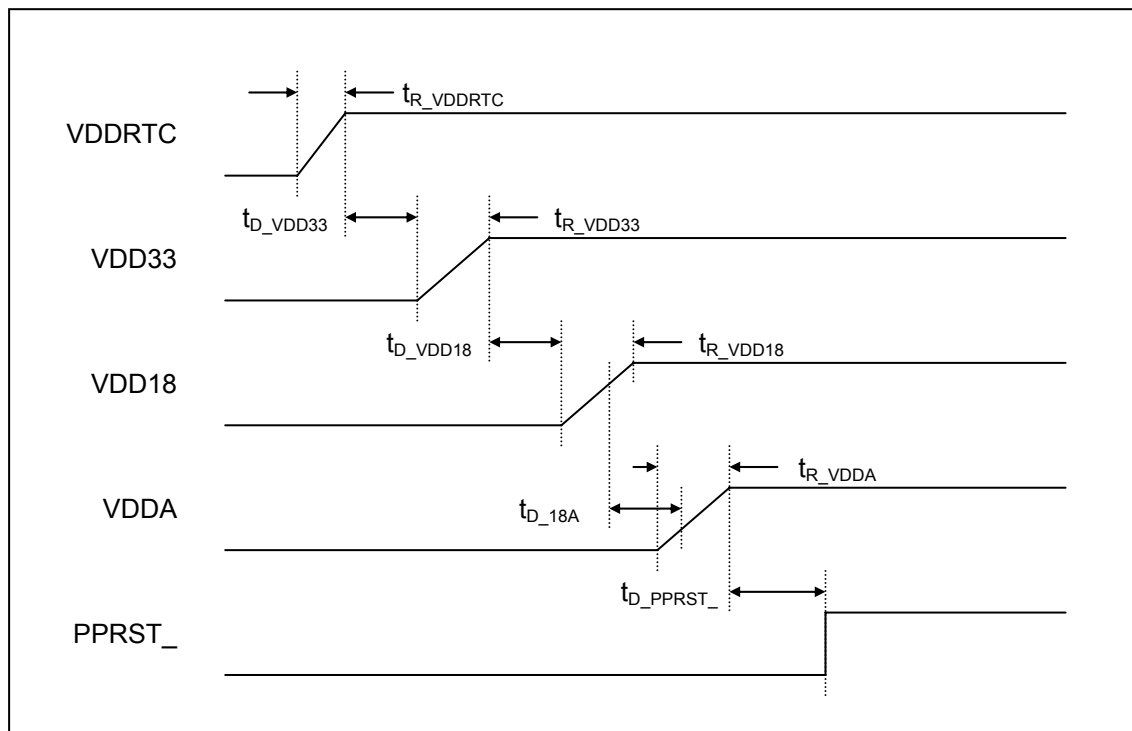 t_R_VDDRTC
VDDRTC
t_D_VDD33
t_R_VDD33
VDD33
t_D_VDD18
t_R_VDD18
VDD18
t_R_VDDA
VDDA
t_D_18A
t_D_PPRST_
PPRST_